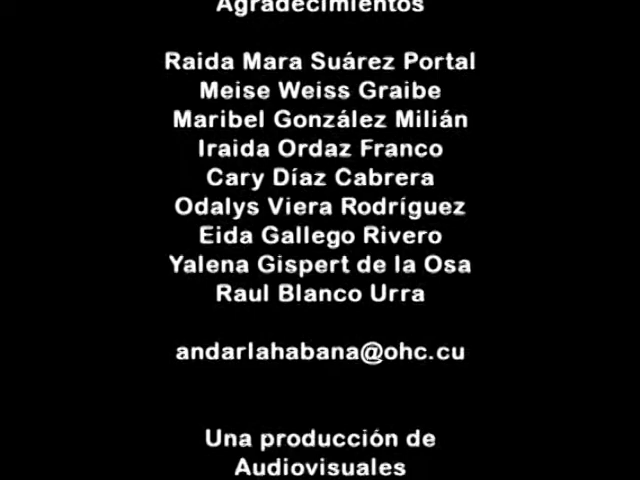 Agradecimientos
Raida Mara Suárez Portal
Meise Weiss Graibe
Maribel González Milián
Iraida Ordaz Franco
Cary Díaz Cabrera
Odalys Viera Rodríguez
Eida Gallego Rivero
Yalena Gispert de la Osa
Raul Blanco Urra
andarlahabana@ohc.cu
Una producción de
Audiovisuales